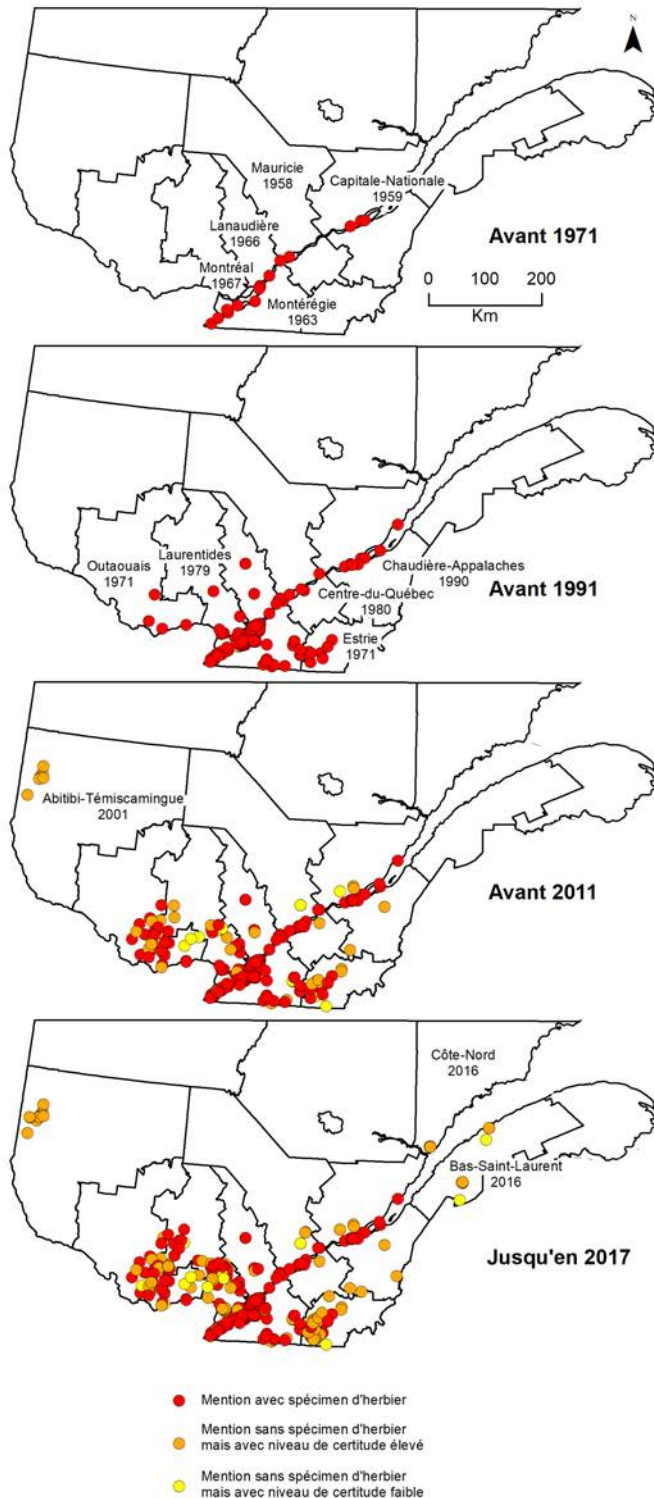 N
Mauricie
1958
Capitale-Nationale
1959
Lanaudière
1966
Avant 1971
Montréal
1967
0 100 200
Montérégie
1963
Km
Laurentides
1979
Outaouais
1971
Chaudière-Appalaches
1990
Centre-du-Québec
1980
Avant 1991
Estrie
1971
Abitibi-Témiscamingue
2001
Avant 2011
Côte-Nord
2016
Bas-Saint-Laurent
2016
Jusqu'en 2017
Mention avec spécimen d'herbier
Mention sans spécimen d'herbier
mais avec niveau de certitude élevé
Mention sans spécimen d'herbier
mais avec niveau de certitude faible